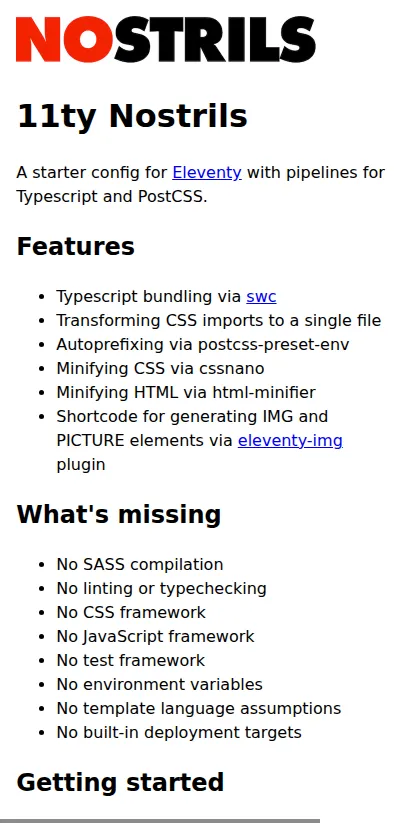 NOSTRILS
11ty Nostrils
A starter config for Eleventy with pipelines for
Typescript and PostCSS.
Features
• Typescript bundling via swc
• Transforming CSS imports to a single file
• Autoprefixing via postcss-preset-env
• Minifying CSS via cssnano
• Minifying HTML via html-minifier
• Shortcode for generating IMG and
PICTURE elements via eleventy-img
plugin
What's missing
• No SASS compilation
• No linting or typechecking
• No CSS framework
• No JavaScript framework
• No test framework
• No environment variables
• No template language assumptions
• No built-in deployment targets
Getting started